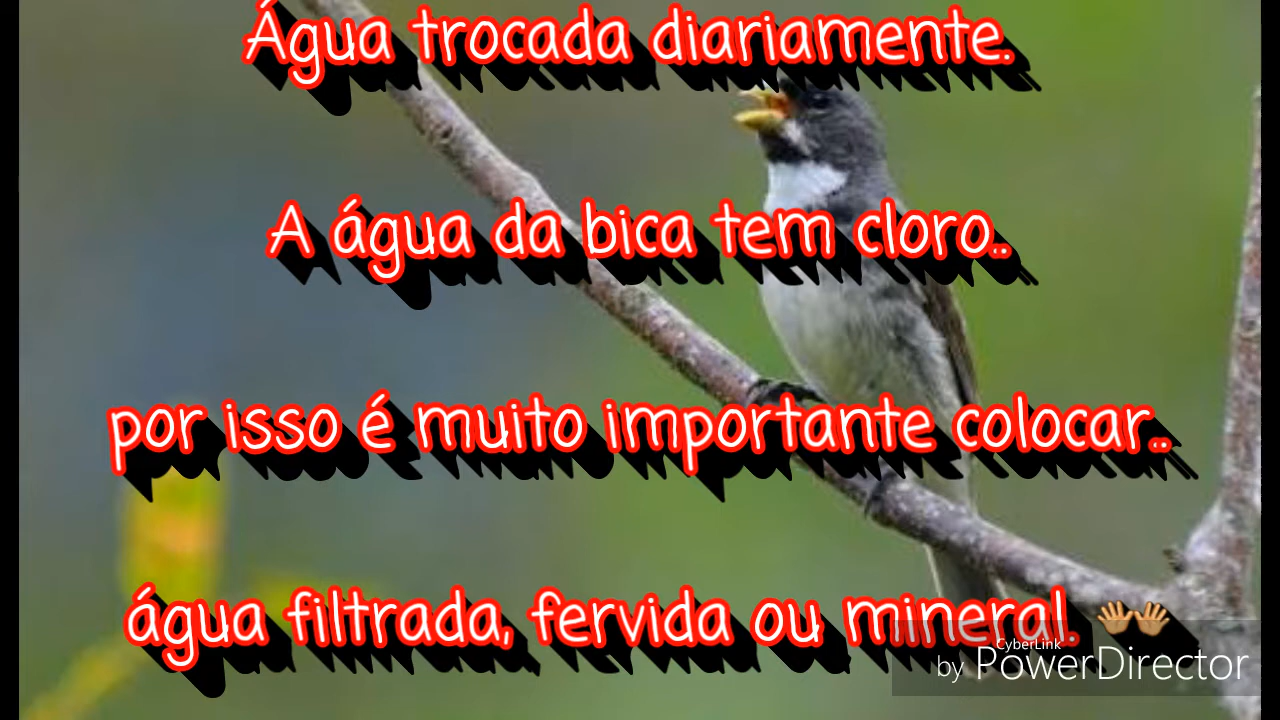 Água trocada diariamente.
A água da bica tem cloro..
por isso é muito importante colocar..
água filtrada, fervida ou mineral. 👐
CyberLink
by PowerDirector